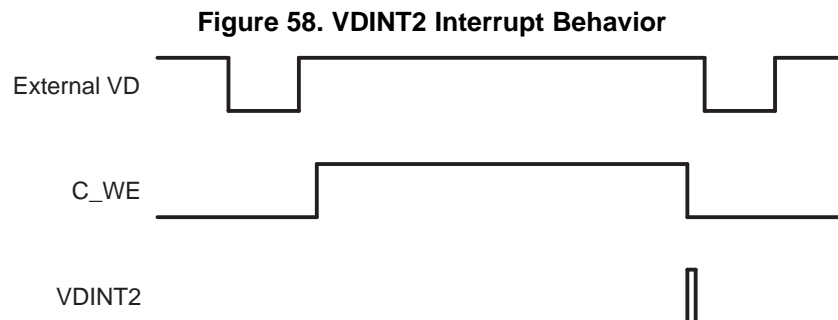 Figure 58. VDINT2 Interrupt Behavior
External VD
C_WE
VDINT2